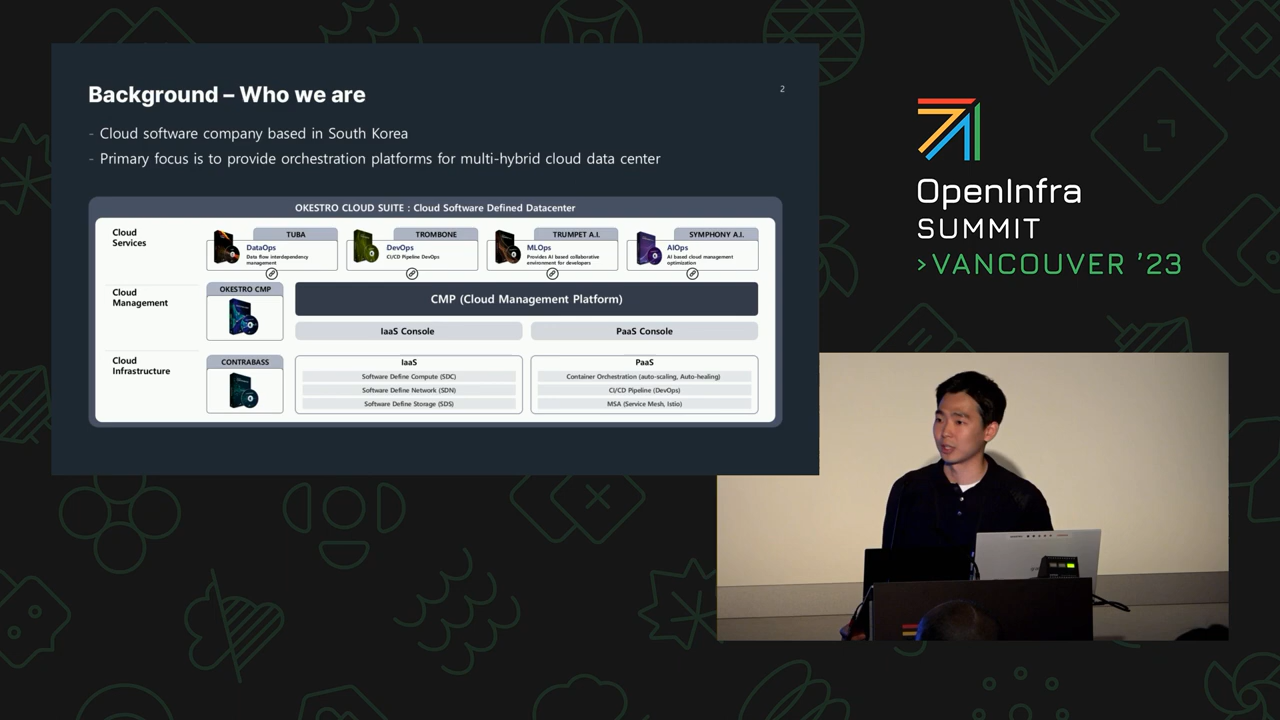 Background – Who we are
2
- Cloud software company based in South Korea
- Primary focus is to provide orchestration platforms for multi-hybrid cloud data center
OKESTRO CLOUD SUITE : Cloud Software Defined Datacenter
Cloud
Services
TUBA
DataOps
Data flow interdependency
management
TROMBONE
DevOps
CI/CD Pipeline DevOps
TRUMPET A.I.
MLOps
Provides AI based collaborative
environment for developers
SYMPHONY A.I.
AIOps
AI based cloud management
optimization
Cloud
Management
OKESTRO CMP
CMP (Cloud Management Platform)
IaaS Console
PaaS Console
Cloud
Infrastructure
CONTRABASS
IaaS
Software Define Compute (SDC)
Software Define Network (SDN)
Software Define Storage (SDS)
PaaS
Container Orchestration (auto-scaling, Auto-healing)
CI/CD Pipeline (DevOps)
MSA (Service Mesh, Istio)
OpenInfra
SUMMIT
>VANCOUVER '23